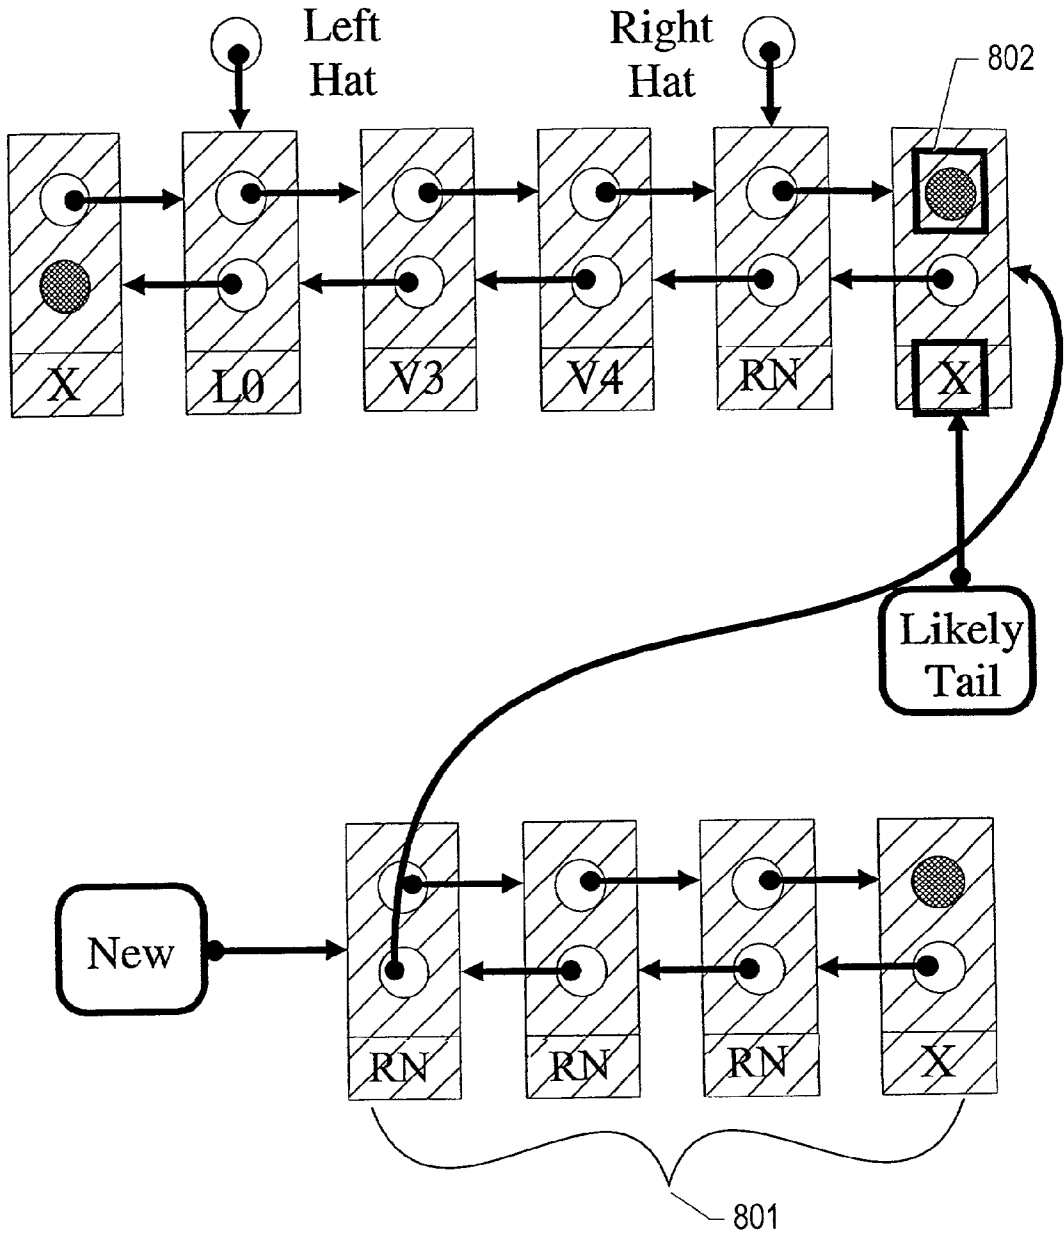 Left
Hat
Right
Hat
802
X
L0
V3
V4
RN
X
Likely
Tail
New
RN
RN
RN
X
801